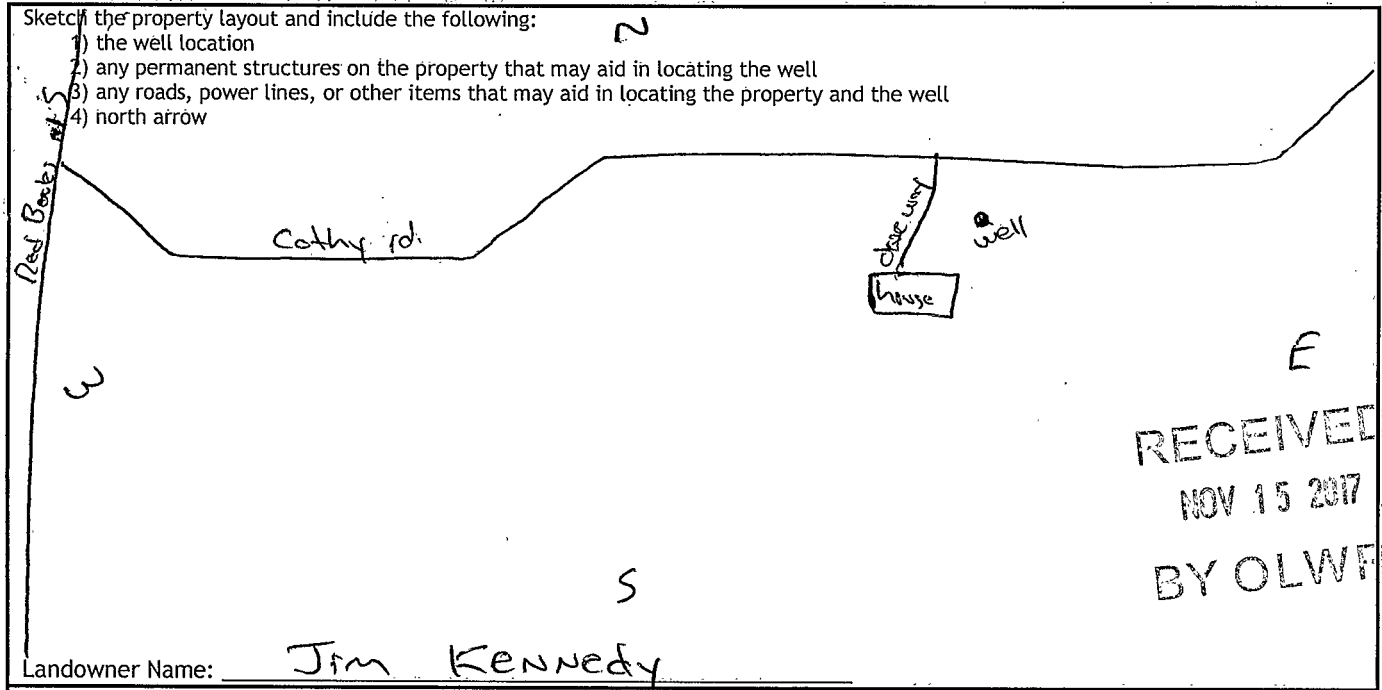 Sketch the property layout and include the following:
N
1) the well location
2) any permanent structures on the property that may aid in locating the well
3) any roads, power lines, or other items that may aid in locating the property and the well
4) north arrow
Cathy rd.
well
house
W
E
RECEIVED
NOV 15 2017
BY OLWR
S
Landowner Name: Jim Kennedy